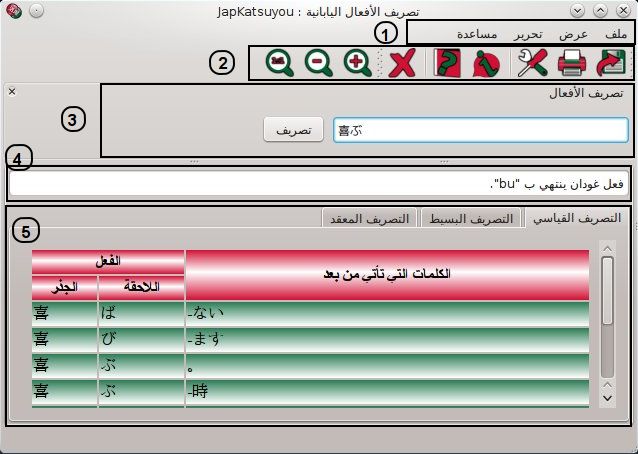 تصريف الأفعال اليابانية : JapKatsuyou
ملف عرض تحرير مساعدة
1
2
تصريف الأفعال
3
喜ぶ تصريف
4
فعل غودان ينتهي ب "bu".
التصريف القياسي التصريف البسيط التصريف المعقد
5
الكلمات التي تأتي من بعد الفعل
اللاحقة الجذر
-ない ば 喜
-ます び 喜
。 ぶ 喜
-時 ぶ 喜